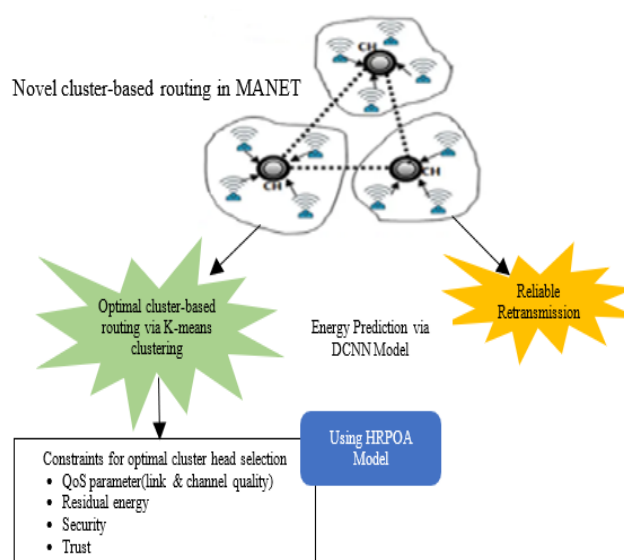 CH
Novel cluster-based routing in MANET
CH
CH
Optimal cluster-based
routing via K-means
clustering
Energy Prediction via
DCNN Model
Reliable
Retransmission
Using HRPOA
Model
Constraints for optimal cluster head selection
• QoS parameter(link & channel quality)
• Residual energy
• Security
• Trust